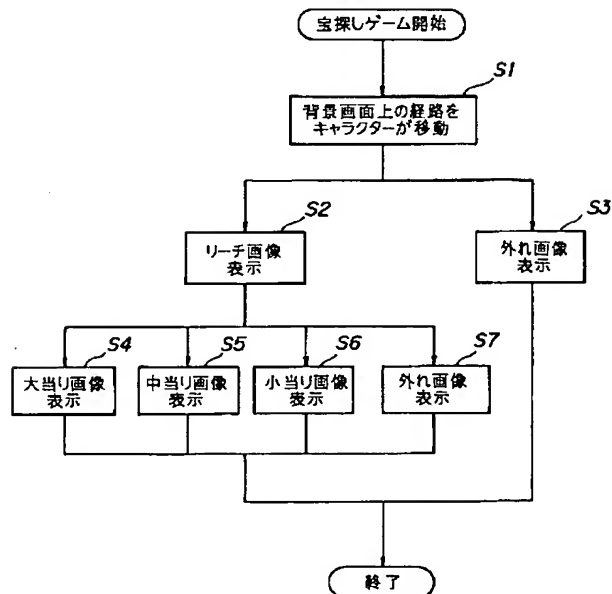 宝探しゲーム開始
S1
背景画面上の経路を
キャラクターが移動
S2
リーチ画像
表示
S3
外れ画像
表示
S4
大当り画像
表示
S5
中当り画像
表示
S6
小当り画像
表示
S7
外れ画像
表示
終了